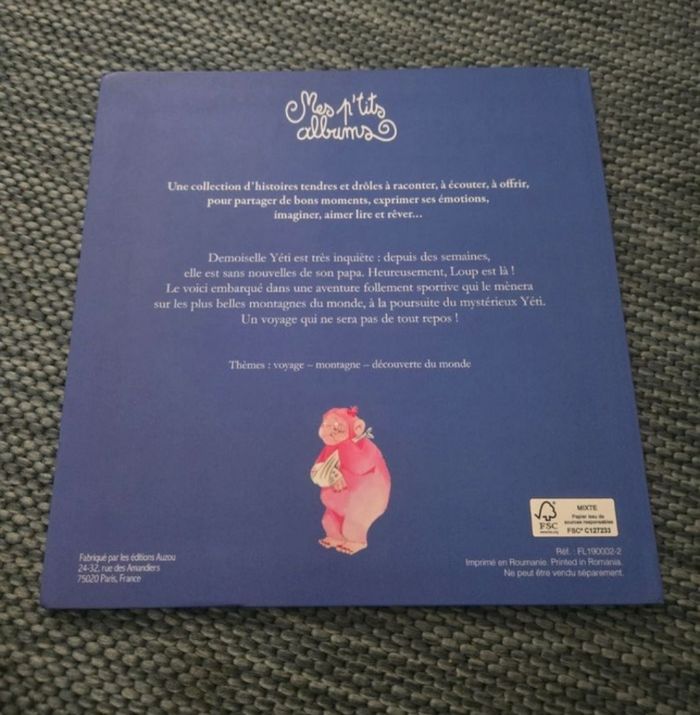 Mes p'tits
albums
Une collection d'histoires tendres et drôles à raconter, à écouter, à offrir,
pour partager de bons moments, exprimer ses émotions,
imaginer, aimer lire et rêver...
Demoiselle Yéti est très inquiète : depuis des semaines,
elle est sans nouvelles de son papa. Heureusement, Loup est là !
Le voici embarqué dans une aventure follement sportive qui le mènera
sur les plus belles montagnes du monde, à la poursuite du mystérieux Yéti.
Un voyage qui ne sera pas de tout repos !
Thèmes : voyage – montagne – découverte du monde
FSC
MIXTE
Papier issu de
sources responsables
FSC® C127233
Fabriqué par les éditions Auzou
24-32, rue des Amandiers
75020 Paris, France
Réf. : FL190002-2
Imprimé en Roumanie. Printed in Romania.
Ne peut être vendu séparement.